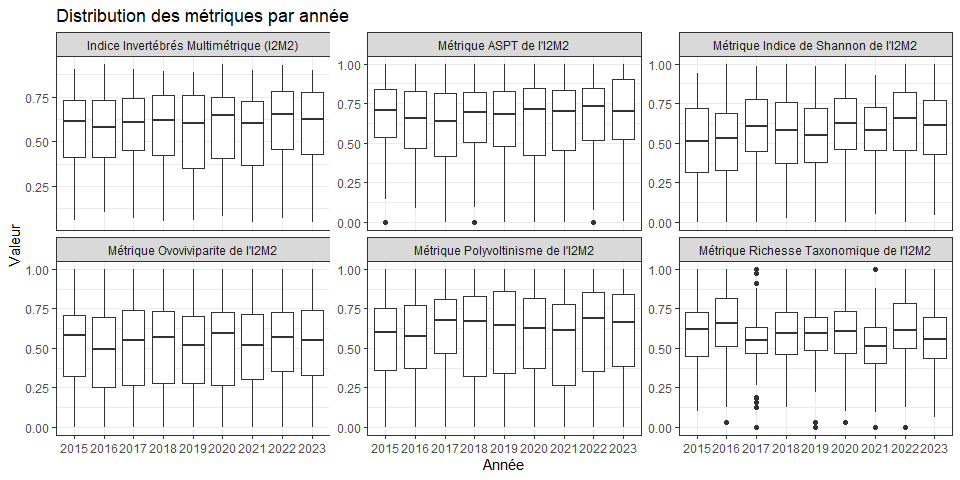 Distribution des métriques par année
Indice Invertébrés Multimétrique (I2M2)
Métrique ASPT de l'I2M2
Métrique Indice de Shannon de l'I2M2
0.75
0.50
0.25
1.00
0.75
0.50
0.25
0.00
1.00
0.75
0.50
0.25
0.00
Valeur
Métrique Ovoviviparite de l'I2M2
Métrique Polyvoltinisme de l'I2M2
Métrique Richesse Taxonomique de l'I2M2
1.00
0.75
0.50
0.25
0.00
1.00
0.75
0.50
0.25
0.00
1.00
0.75
0.50
0.25
0.00
2015 2016 2017 2018 2019 2020 2021 2022 2023
2015 2016 2017 2018 2019 2020 2021 2022 2023
2015 2016 2017 2018 2019 2020 2021 2022 2023
Année